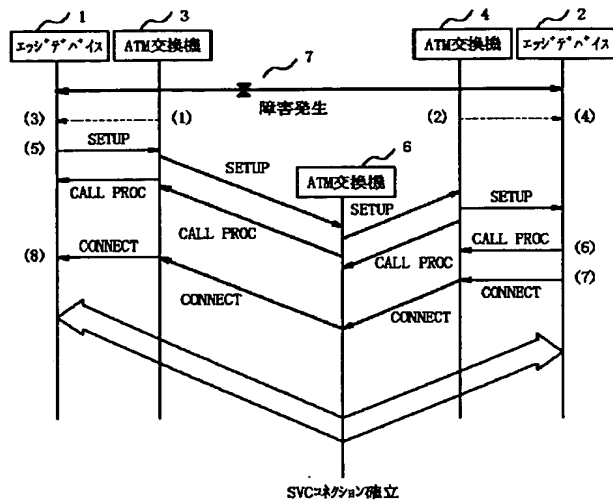 1
3
4
2
エッジデバイス
ATM交換機
ATM交換機
エッジデバイス
7
障害発生
(3)
(1)
(2)
(4)
(5)
SETUP
SETUP
6
ATM交換機
SETUP
SETUP
CALL PROC
CALL PROC
CALL PROC
CALL PROC
(6)
(8)
CONNECT
CONNECT
(7)
CONNECT
CONNECT
SVCコネクション確立